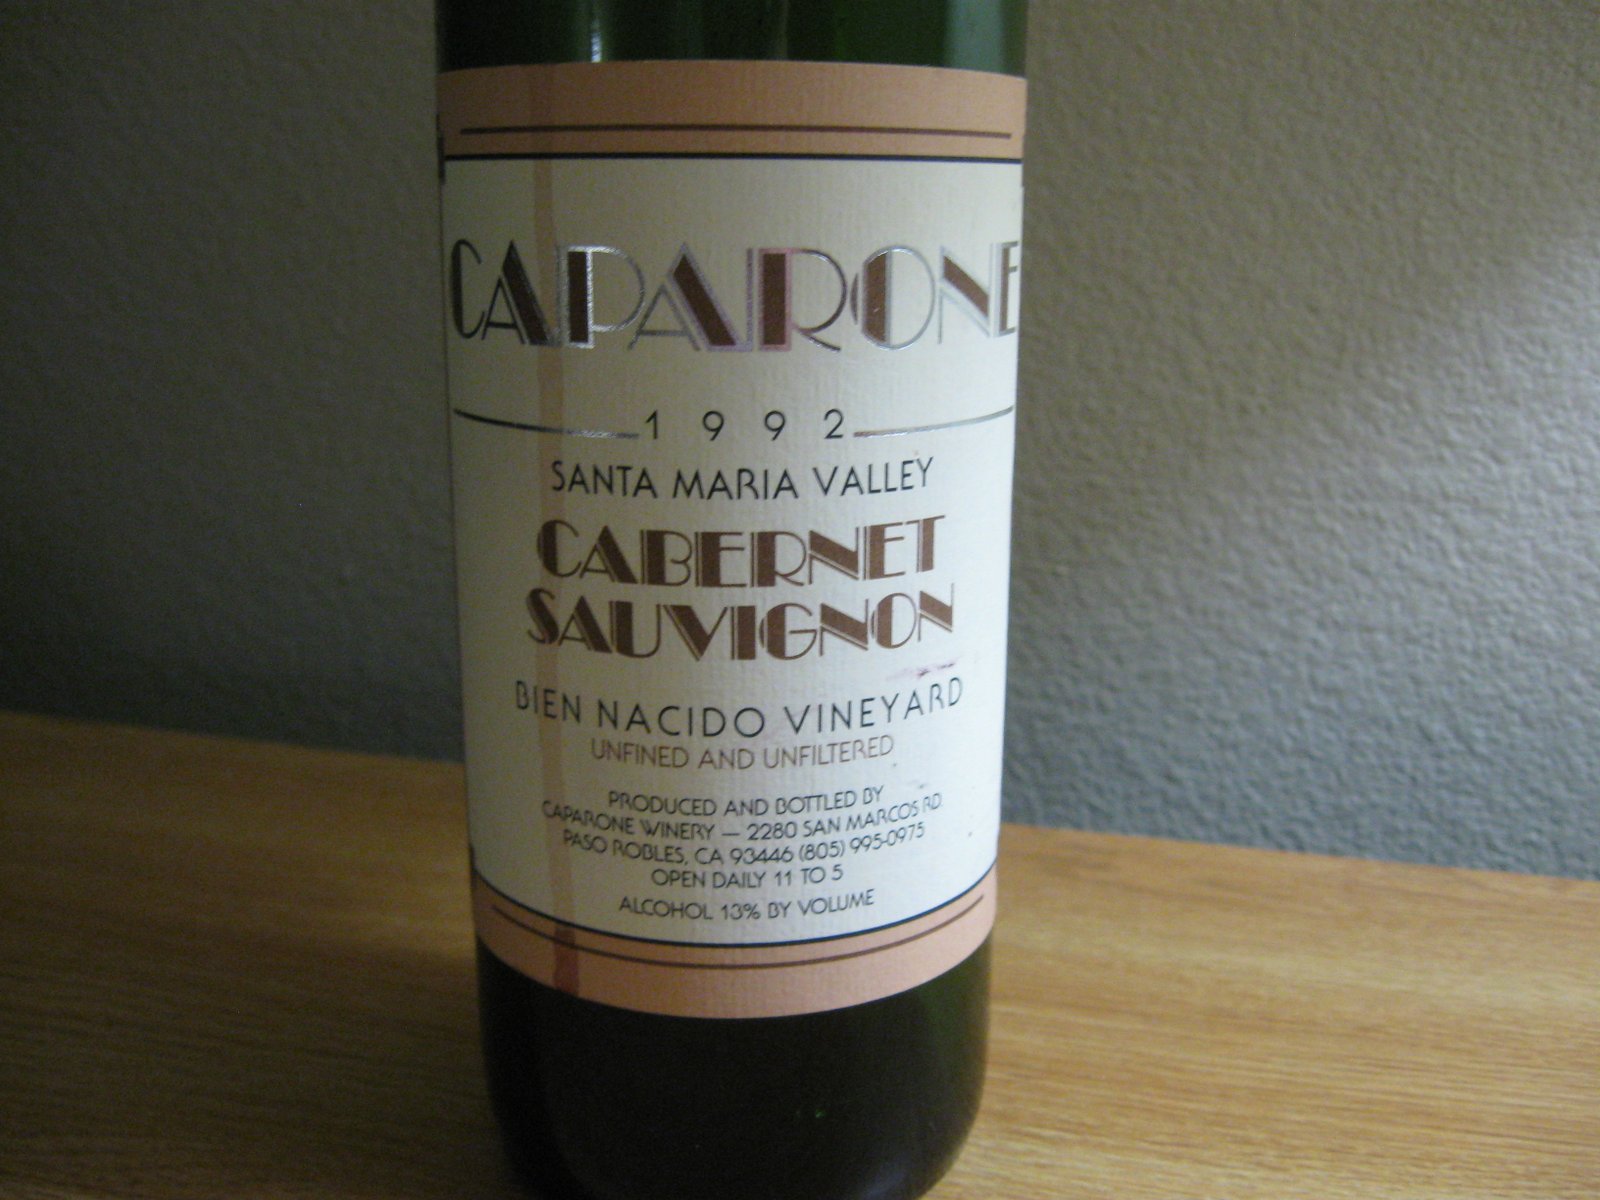 CAPARONE
1992
SANTA MARIA VALLEY
CABERNET
SAUVIGNON
BIEN NACIDO VINEYARD
UNFINED AND UNFILTERED
PRODUCED AND BOTTLED BY
CAPARONE WINERY — 2280 SAN MARCOS RD.
PASO ROBLES, CA 93446 (805) 995-0975
OPEN DAILY 11 TO 5
ALCOHOL 13% BY VOLUME